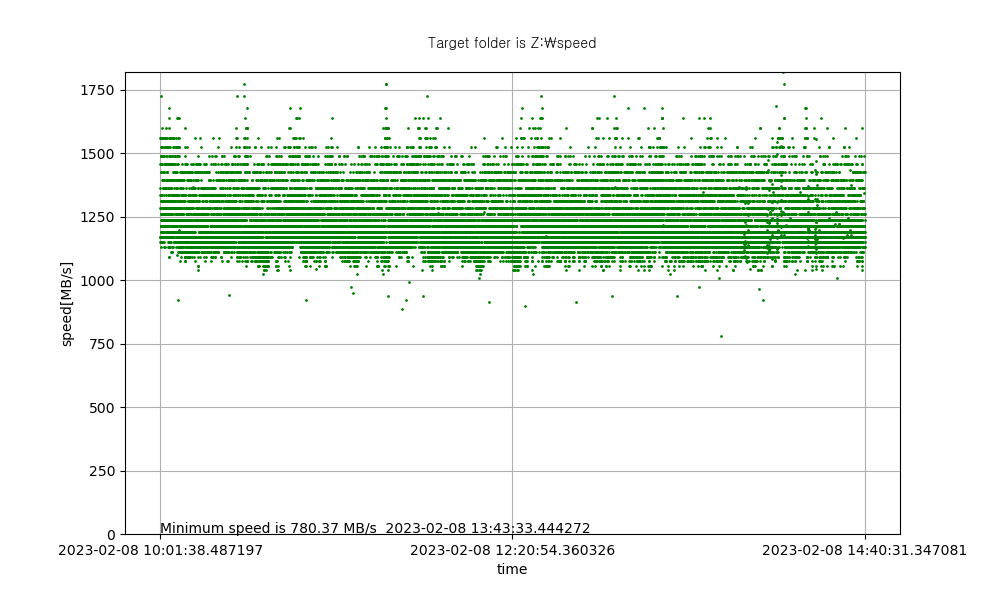 Target folder is Z:₩speed
1750
1500
1250
1000
750
500
250
0
speed[MB/s]
Minimum speed is 780.37 MB/s  2023-02-08 13:43:33.444272
2023-02-08 10:01:38.487197
2023-02-08 12:20:54.360326
2023-02-08 14:40:31.347081
time